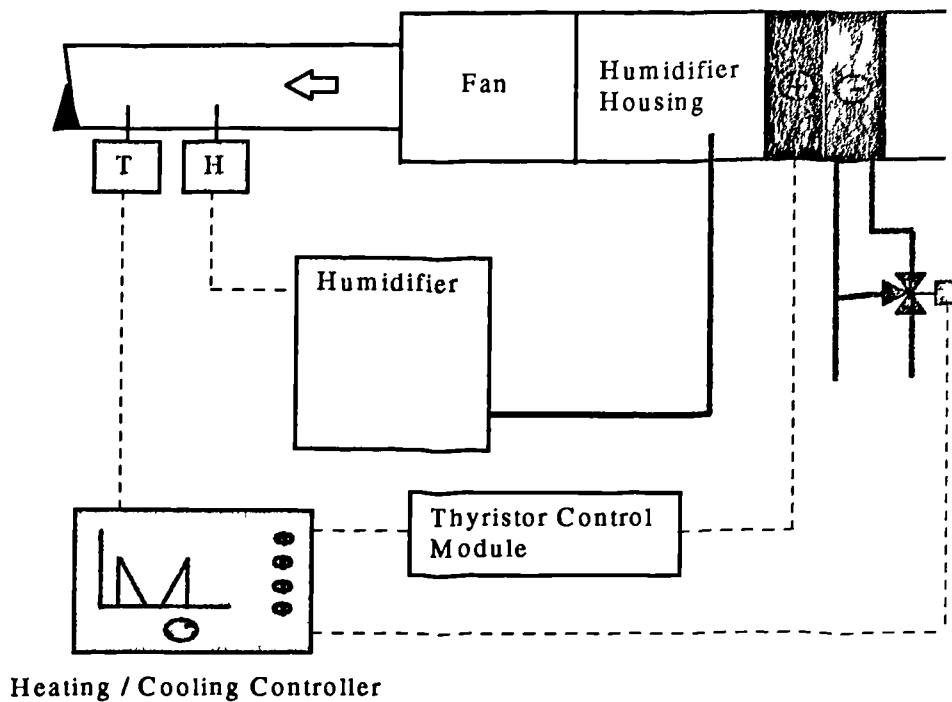 Fan
Humidifier
Housing
T
H
Humidifier
Thyristor Control
Module
Heating / Cooling Controller